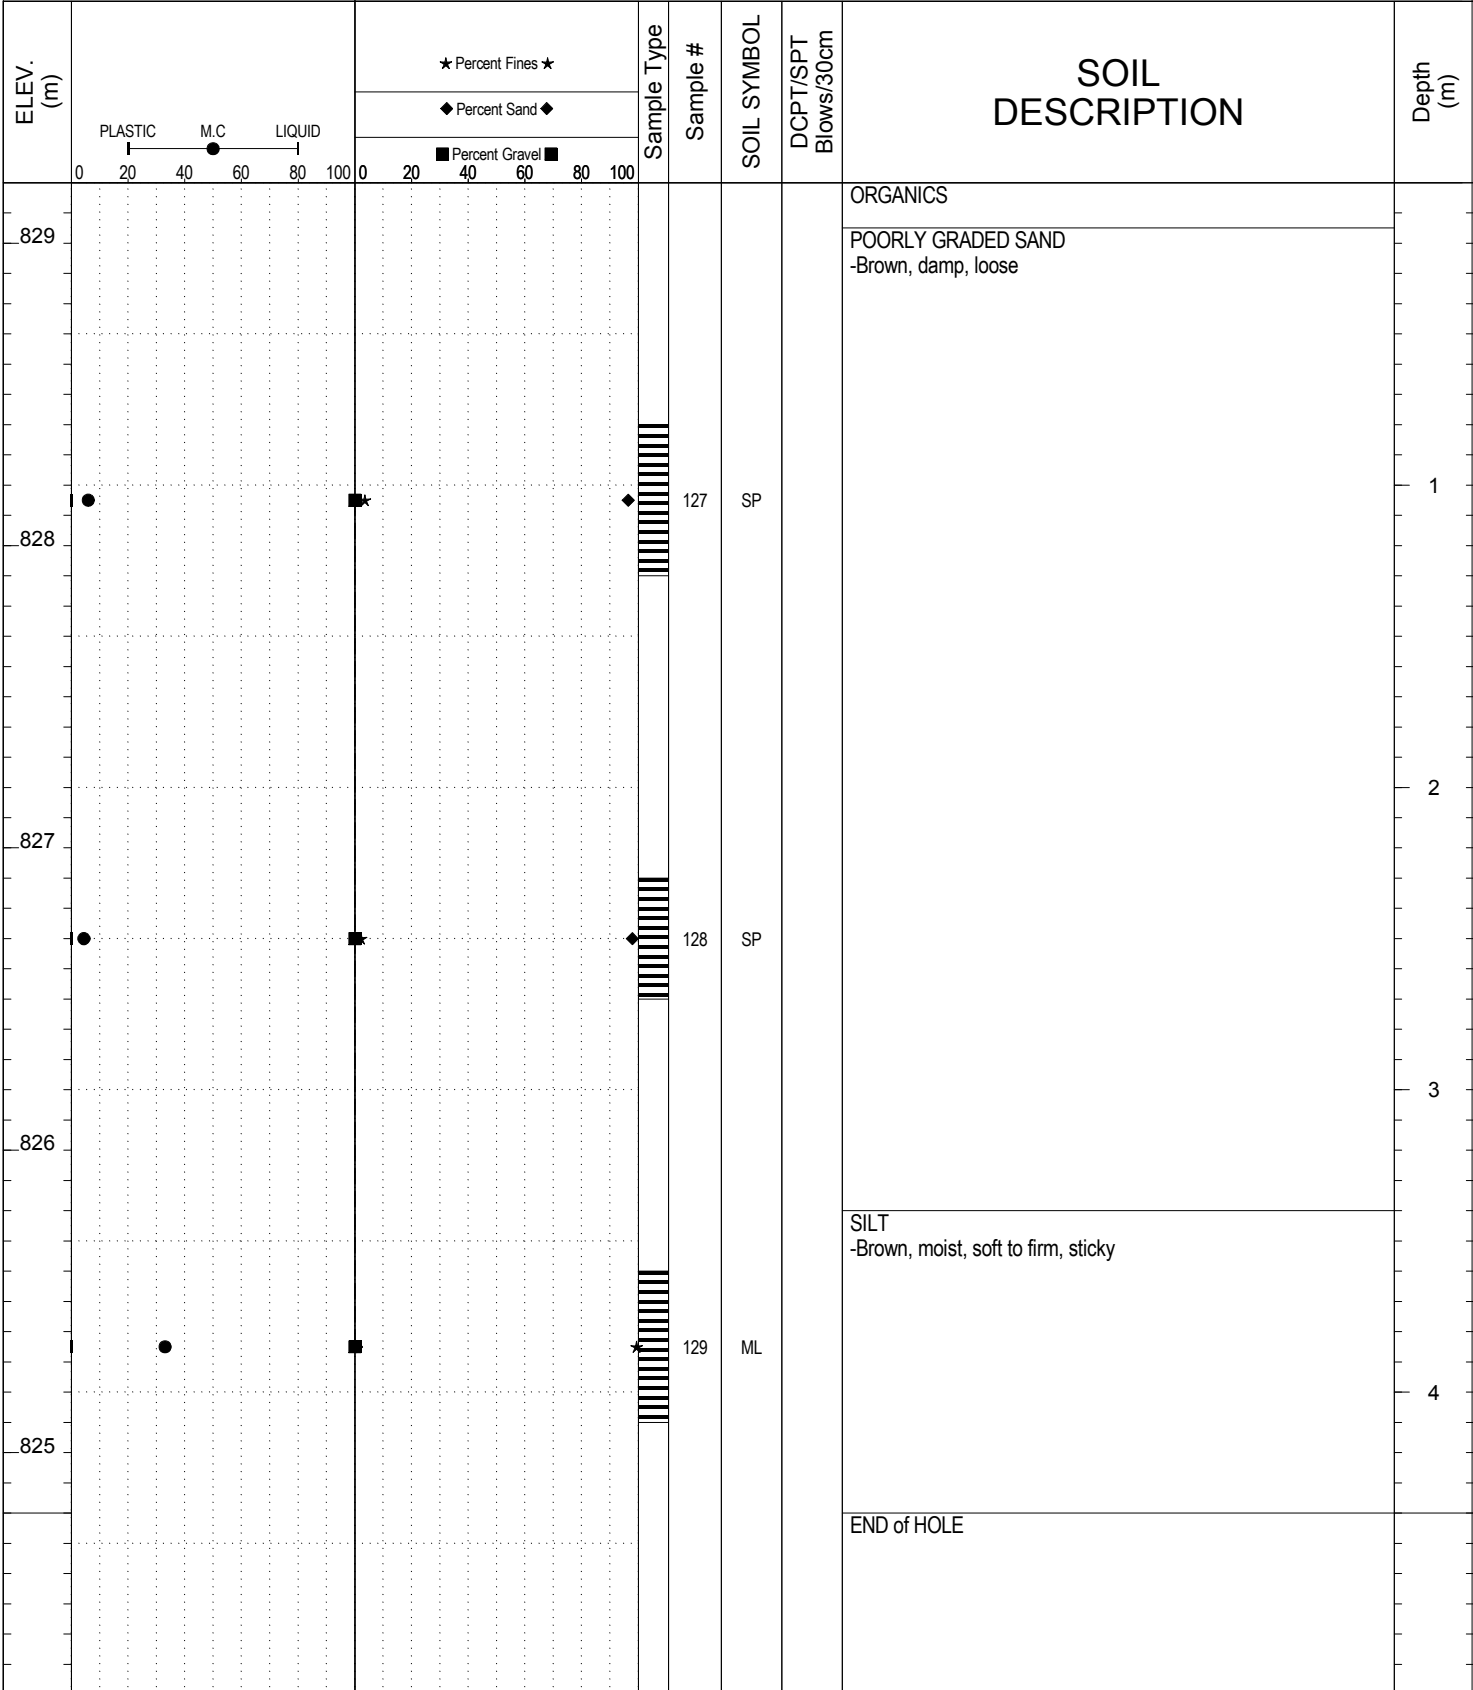 ELEV.
(m)
PLASTIC M.C LIQUID
0 20 40 60 80 100
★ Percent Fines ★
◆ Percent Sand ◆
■ Percent Gravel ■
0 20 40 60 80 100
Sample Type
Sample #
SOIL SYMBOL
DCPT/SPT
Blows/30cm
SOIL
DESCRIPTION
Depth
(m)
ORGANICS
829
POORLY GRADED SAND
-Brown, damp, loose
1
127 SP
828
2
827
128 SP
3
826
SILT
-Brown, moist, soft to firm, sticky
129 ML
4
825
END of HOLE